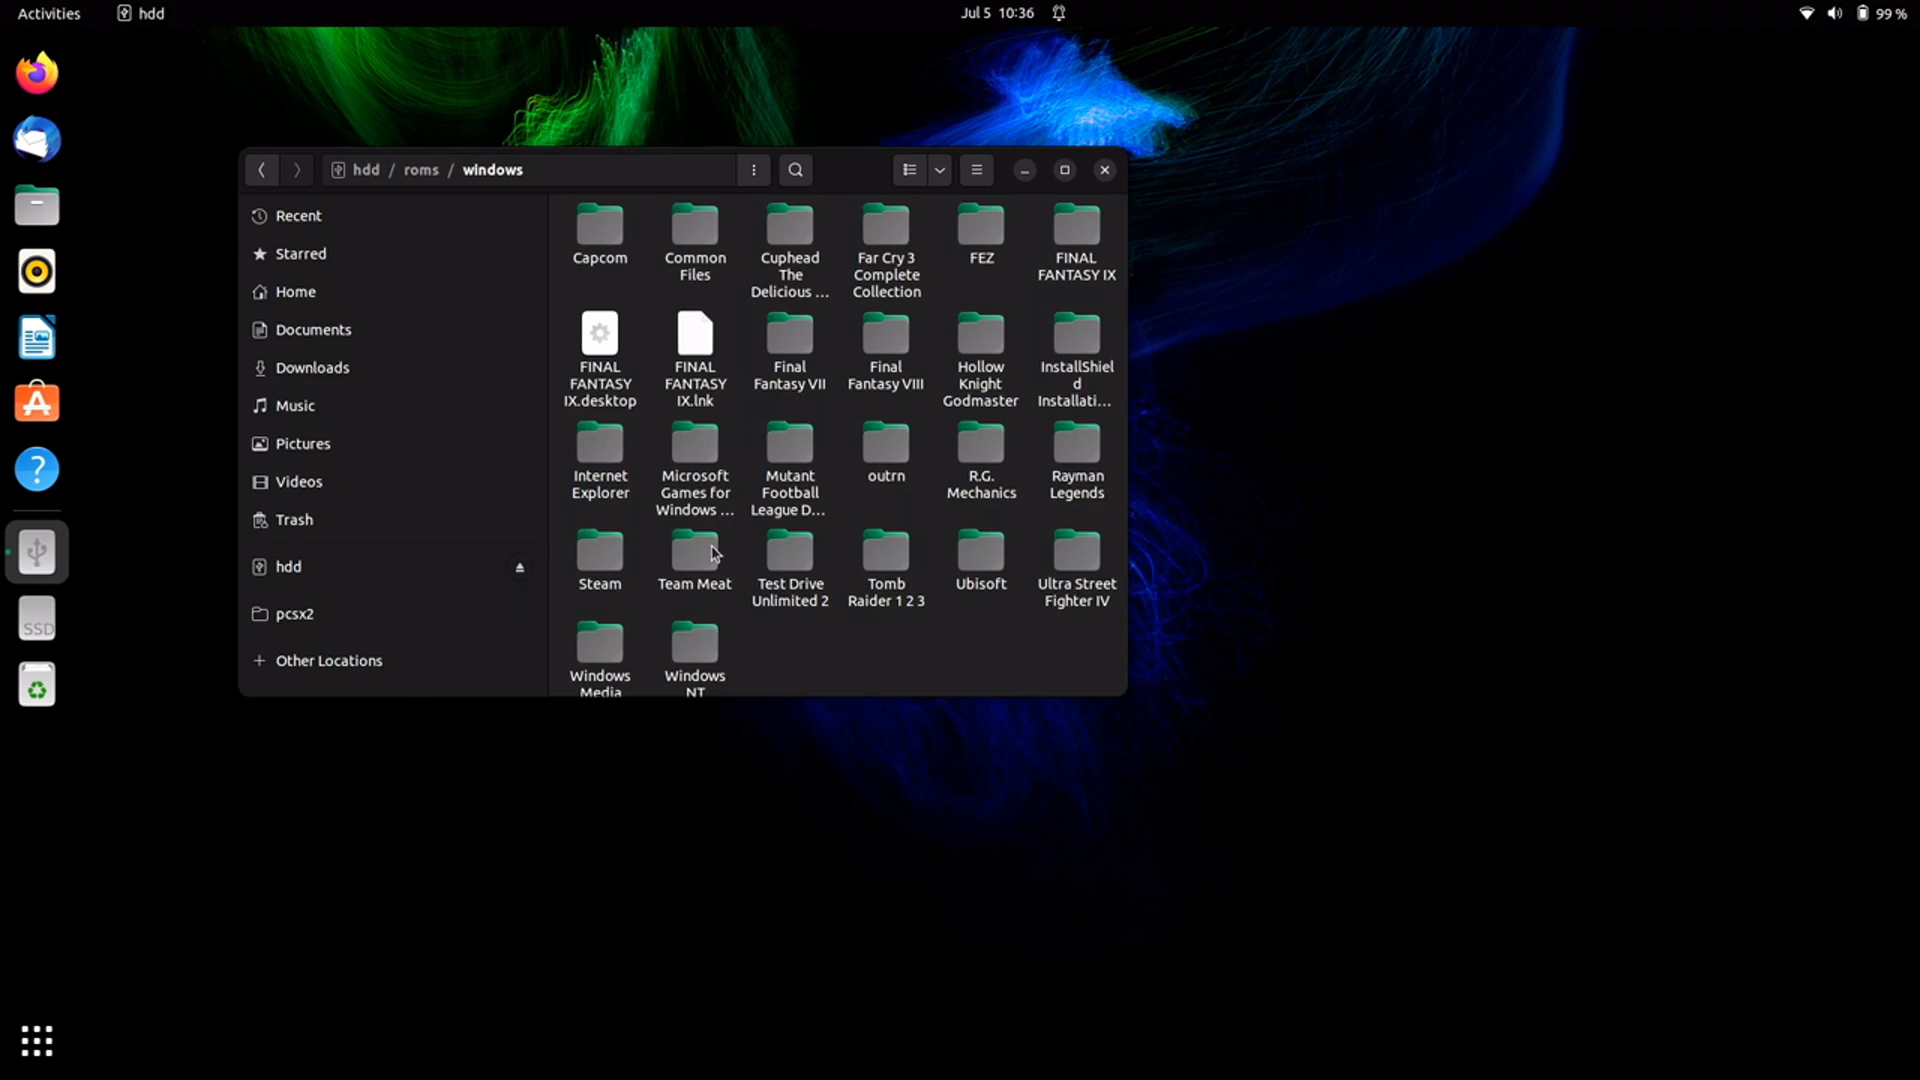 Activities hdd Jul 5 10:36 99 %
hdd / roms / windows
Recent
Starred
Home
Documents
Downloads
Music
Pictures
Videos
Trash
hdd
pcsx2
+ Other Locations
Capcom
Common
Files
Cuphead
The
Delicious ...
Far Cry 3
Complete
Collection
FEZ
FINAL
FANTASY IX
FINAL
FANTASY
IX.desktop
FINAL
FANTASY
IX.lnk
Final
Fantasy VII
Final
Fantasy VIII
Hollow
Knight
Godmaster
InstallShiel
d
Installati...
Internet
Explorer
Microsoft
Games for
Windows ...
Mutant
Football
League D...
outrn
R.G.
Mechanics
Rayman
Legends
Steam
Team Meat
Test Drive
Unlimited 2
Tomb
Raider 1 2 3
Ubisoft
Ultra Street
Fighter IV
Windows
Media
Windows
NT
?
SSD